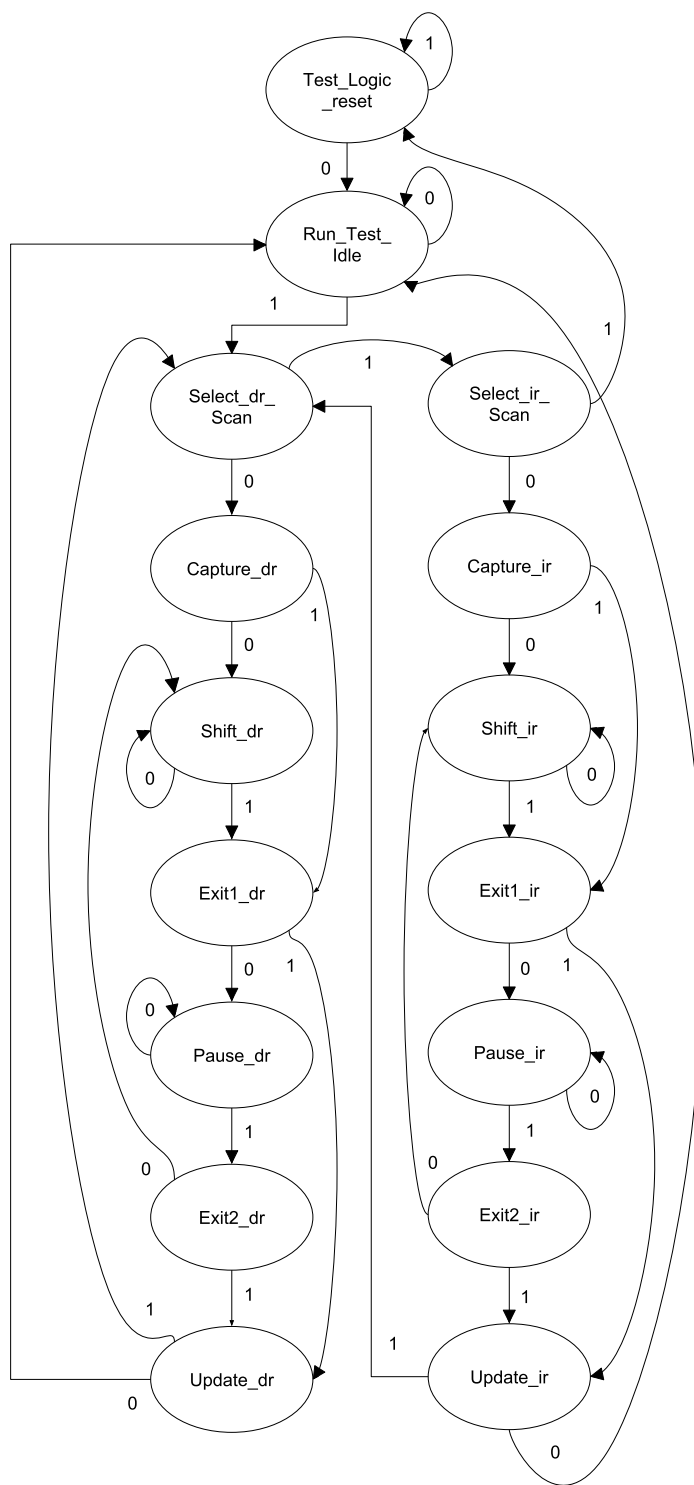 1
Test_Logic
_reset
0
0
Run_Test_
Idle
1
1
1
Select_dr_
Scan
Select_ir_
Scan
0
0
Capture_dr
Capture_ir
1
1
0
0
Shift_dr
Shift_ir
0
0
1
1
Exit1_dr
Exit1_ir
0
1
0
1
0
Pause_dr
Pause_ir
0
1
1
0
0
Exit2_dr
Exit2_ir
1
1
1
1
Update_dr
Update_ir
0
0